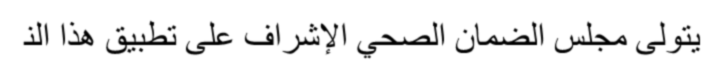 يتولى مجلس الضمان الصحي الإشراف على تطبيق هذا